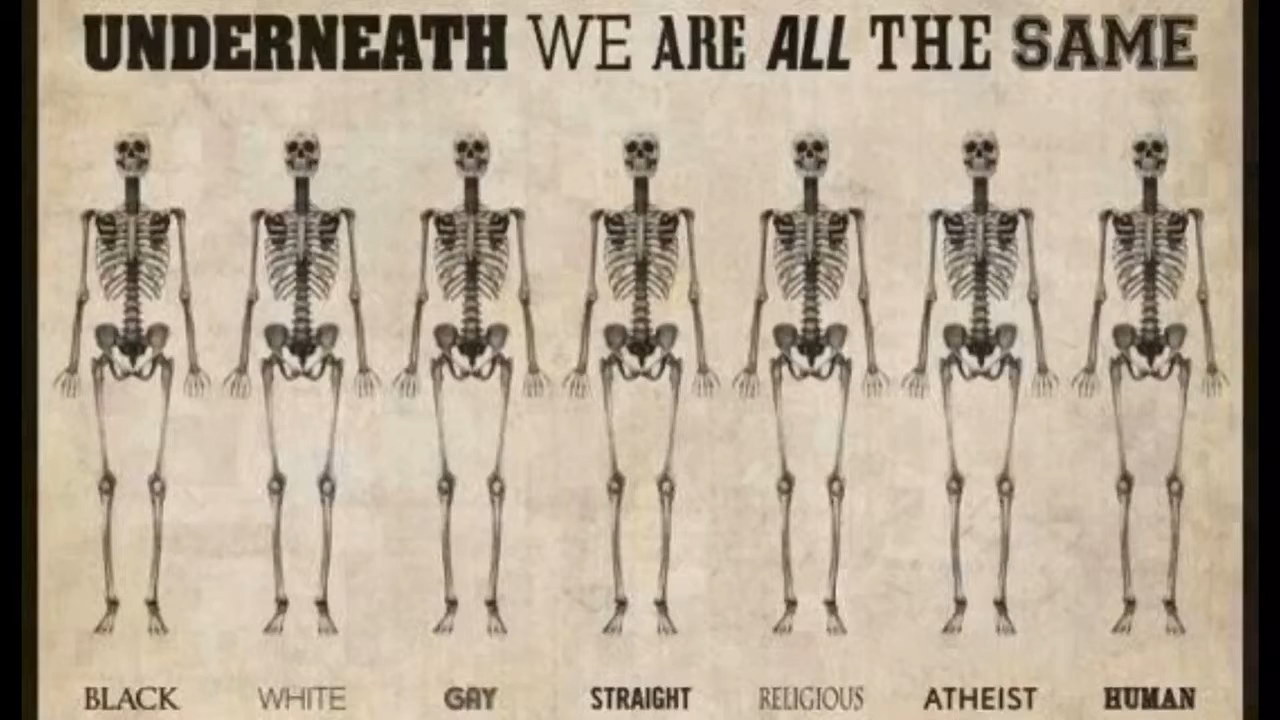 UNDERNEATH WE ARE ALL THE SAME
BLACK WHITE GAY STRAIGHT RELIGIOUS ATHEIST HUMAN